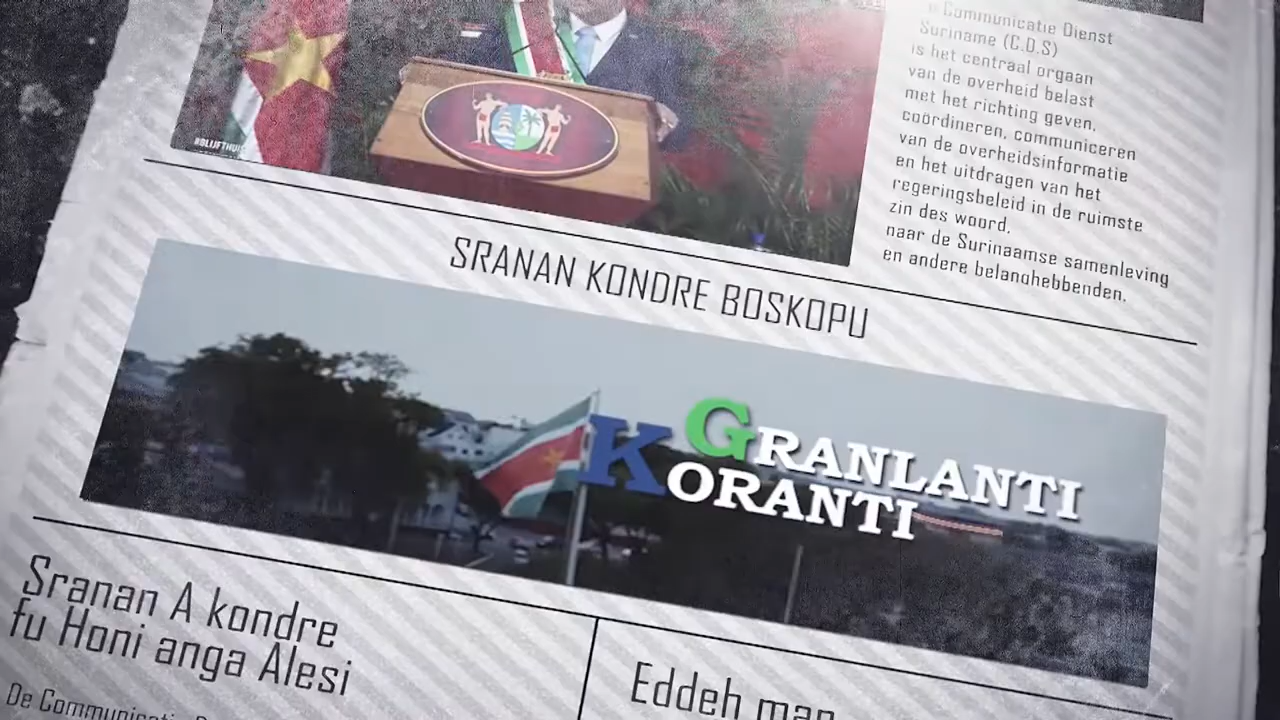 Communicatie Dienst
Suriname (C.D.S)
is het centraal orgaan
van de overheid belast
met het richting geven,
coördineren, communiceren
van de overheidsinformatie
en het uitdragen van het
regeringsbeleid in de ruimste
zin des woord,
naar de Surinaamse samenleving
en andere belanghebbenden.
SRANAN KONDRE BOSKOPU
GRANLANTI
KORANTI
Sranan A kondre
fu Honi anga Alesi
Eddeh man
De Communicatie